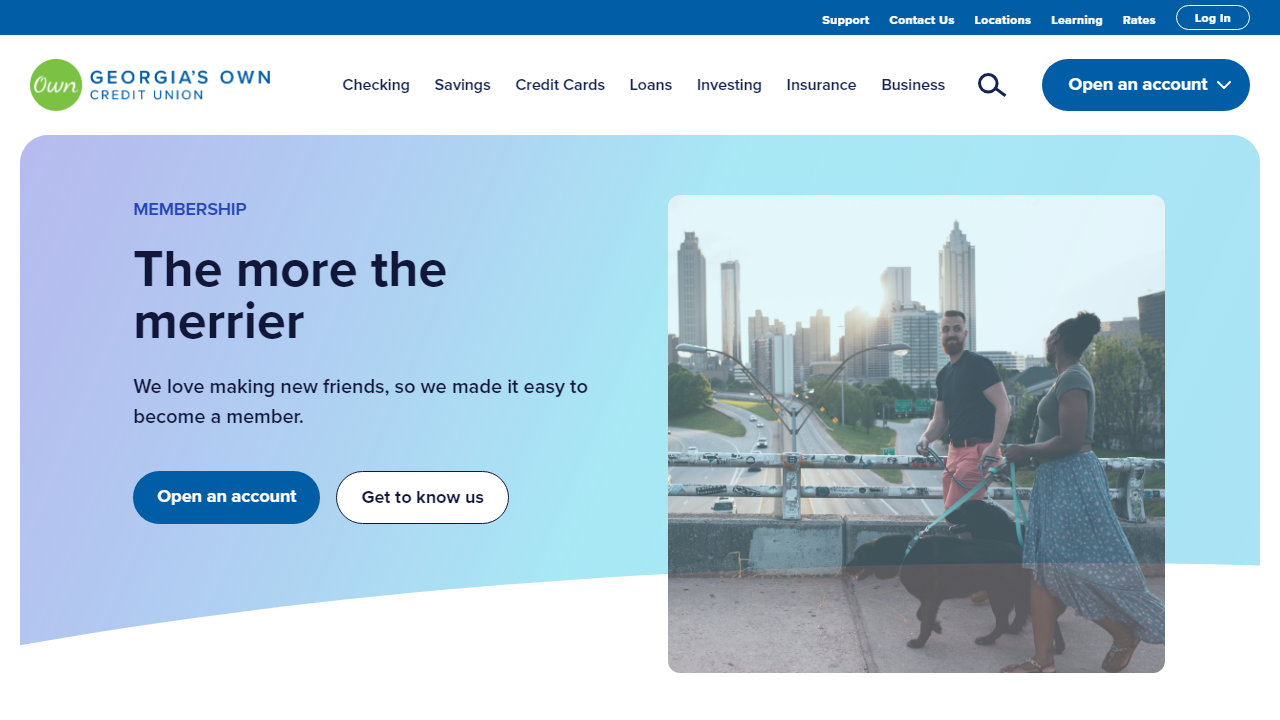 Support Contact Us Locations Learning Rates Log In
Own GEORGIA'S OWN
CREDIT UNION
Checking Savings Credit Cards Loans Investing Insurance Business Open an account
MEMBERSHIP
The more the
merrier
We love making new friends, so we made it easy to
become a member.
Open an account Get to know us